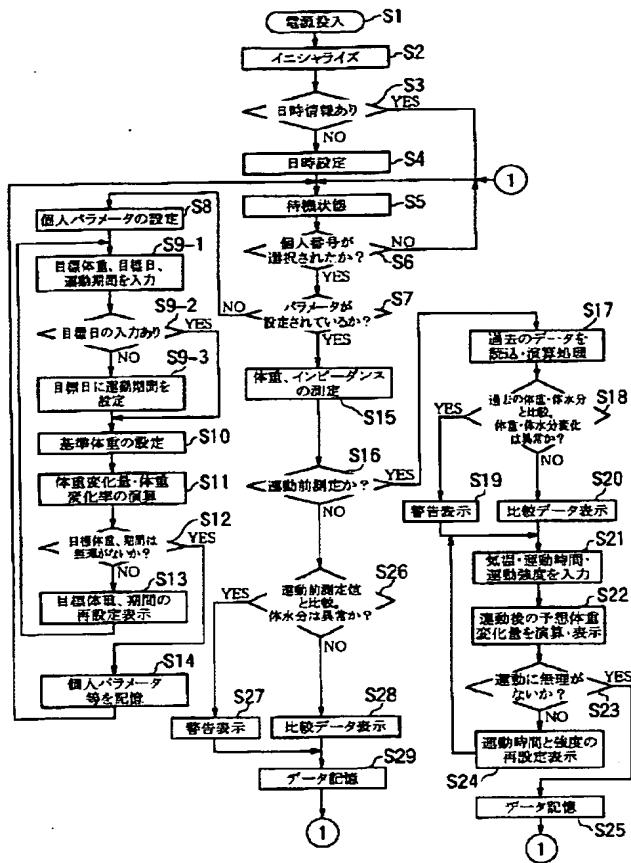 電源投入
S1
イニシャライズ
S2
日時情報あり
S3
YES
NO
日時設定
S4
1
待機状態
S5
個人番号が
選択されたか？
S6
NO
YES
パラメータが
設定されているか？
S7
NO
YES
個人パラメータの設定
S8
目標体重、目標日、
運動期間を入力
S9-1
目標日の入力あり
S9-2
YES
NO
目標日に運動期間を
設定
S9-3
基準体重の設定
S10
体重変化量・体重
変化率の演算
S11
目標体重、期間は
無理がないか？
S12
YES
NO
目標体重、期間の
再設定表示
S13
個人パラメータ
等を記憶
S14
体重、インピーダンス
の測定
S15
運動前測定か？
S16
YES
NO
過去のデータを
読込・演算処理
S17
過去の体重・体水分
と比較。
体重・体水分変化
は異常か？
S18
YES
NO
警告表示
S19
比較データ表示
S20
気温・運動時間・
運動強度を入力
S21
運動後の予想体重
変化量を演算・表示
S22
運動に無理が
ないか？
S23
YES
NO
運動時間と強度の
再設定表示
S24
データ記憶
S25
1
運動前測定値
と比較。
体水分は異常か？
S26
YES
NO
警告表示
S27
比較データ表示
S28
データ記憶
S29
1